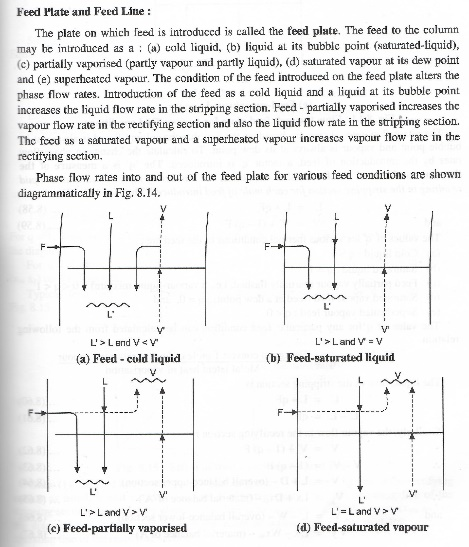 Feed Plate and Feed Line :
The plate on which feed is introduced is called the feed plate. The feed to the column
may be introduced as a : (a) cold liquid, (b) liquid at its bubble point (saturated-liquid),
(c) partially vaporised (partly vapour and partly liquid), (d) saturated vapour at its dew point
and (e) superheated vapour. The condition of the feed introduced on the feed plate alters the
phase flow rates. Introduction of the feed as a cold liquid and a liquid at its bubble point
increases the liquid flow rate in the stripping section. Feed - partially vaporised increases the
vapour flow rate in the rectifying section and also the liquid flow rate in the stripping section.
The feed as a saturated vapour and a superheated vapour increases vapour flow rate in the
rectifying section.
Phase flow rates into and out of the feed plate for various feed conditions are shown
diagrammatically in Fig. 8.14.
L V
F
L'
V'
L' > L and V < V'
(a) Feed - cold liquid
L V
F
L'
V'
L' > L and V' = V
(b) Feed-saturated liquid
L V
F
L'
V'
L' > L and V > V'
(c) Feed-partially vaporised
L V
F
L'
V'
L' = L and V > V'
(d) Feed-saturated vapour